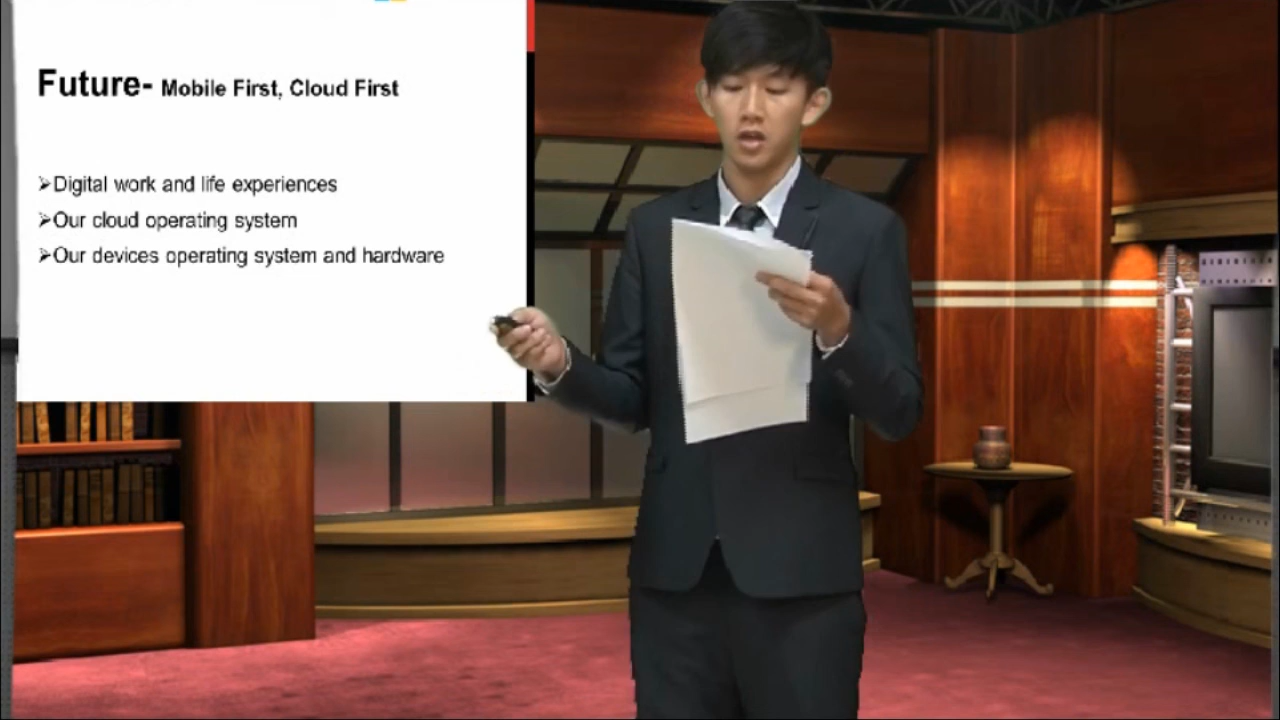 Future- Mobile First, Cloud First
➢Digital work and life experiences
➢Our cloud operating system
➢Our devices operating system and hardware